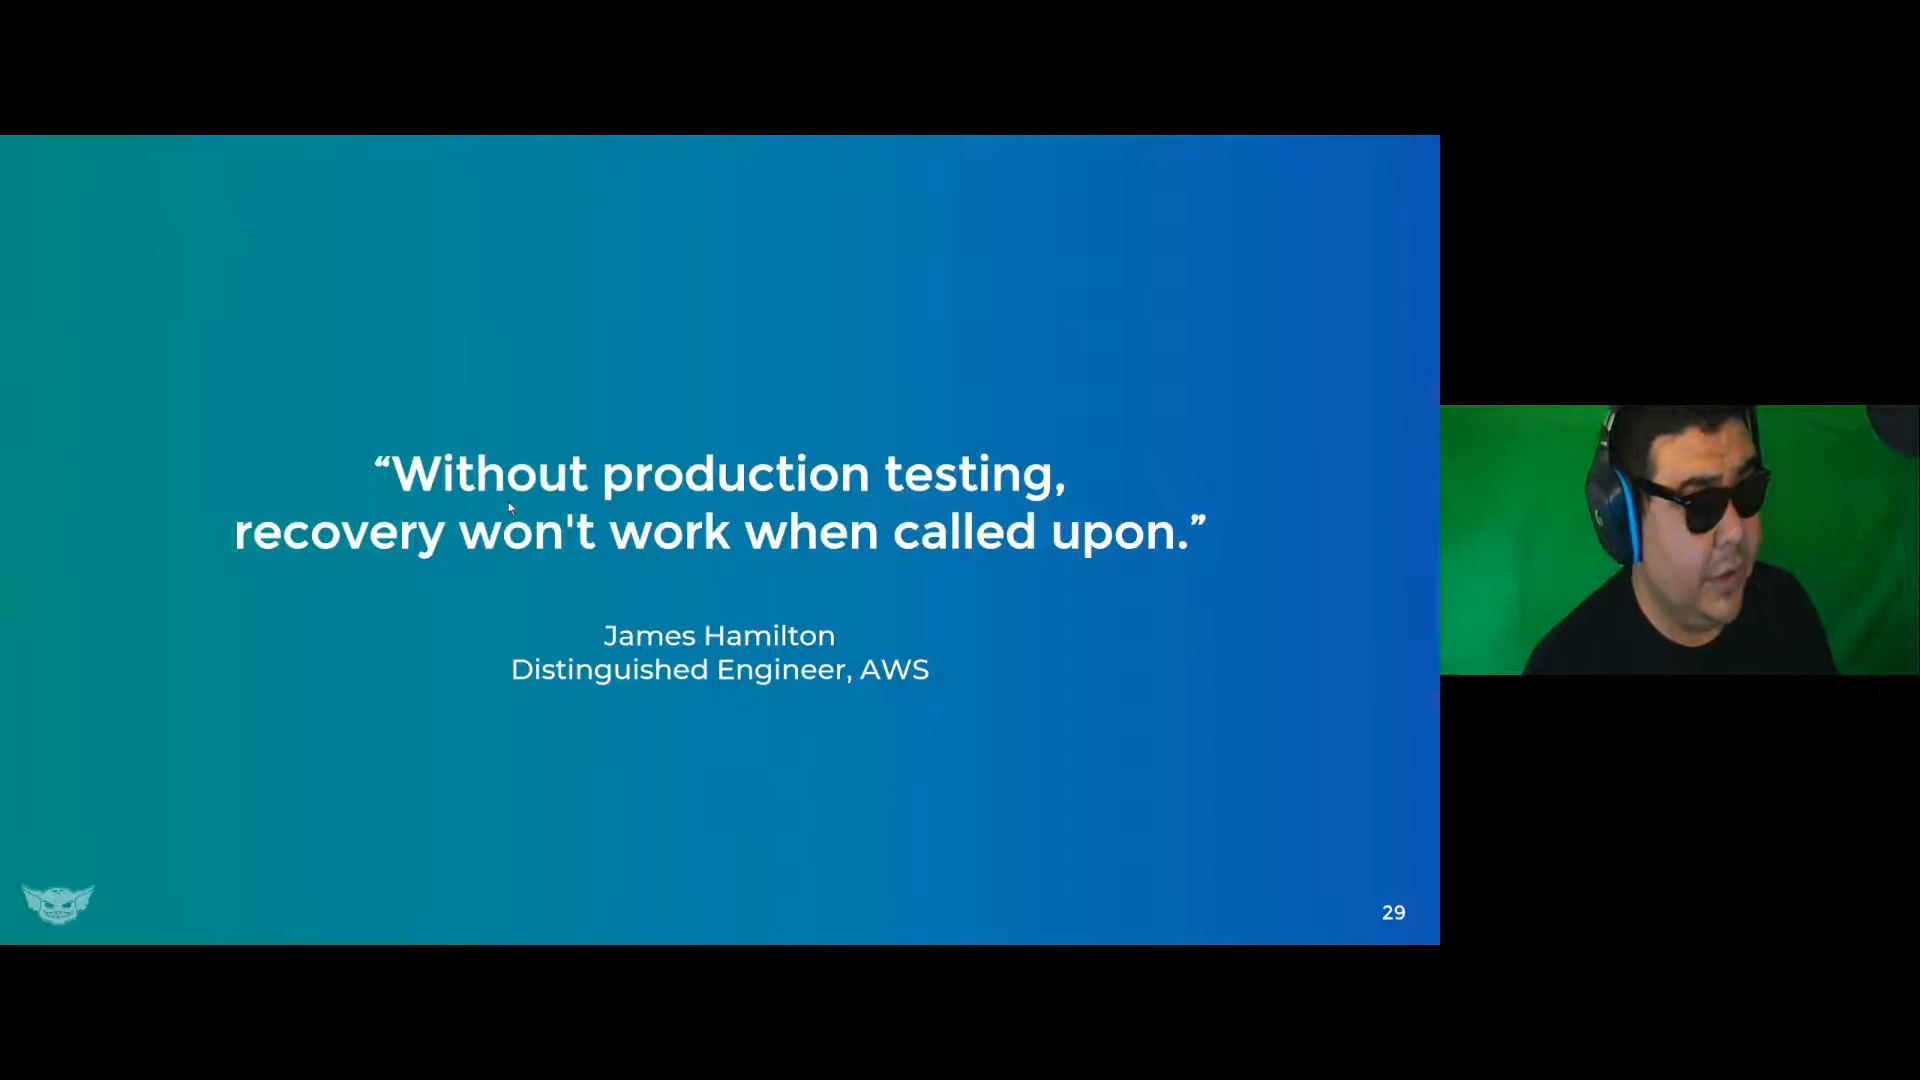 “Without production testing,
recovery won't work when called upon.”
James Hamilton
Distinguished Engineer, AWS
29